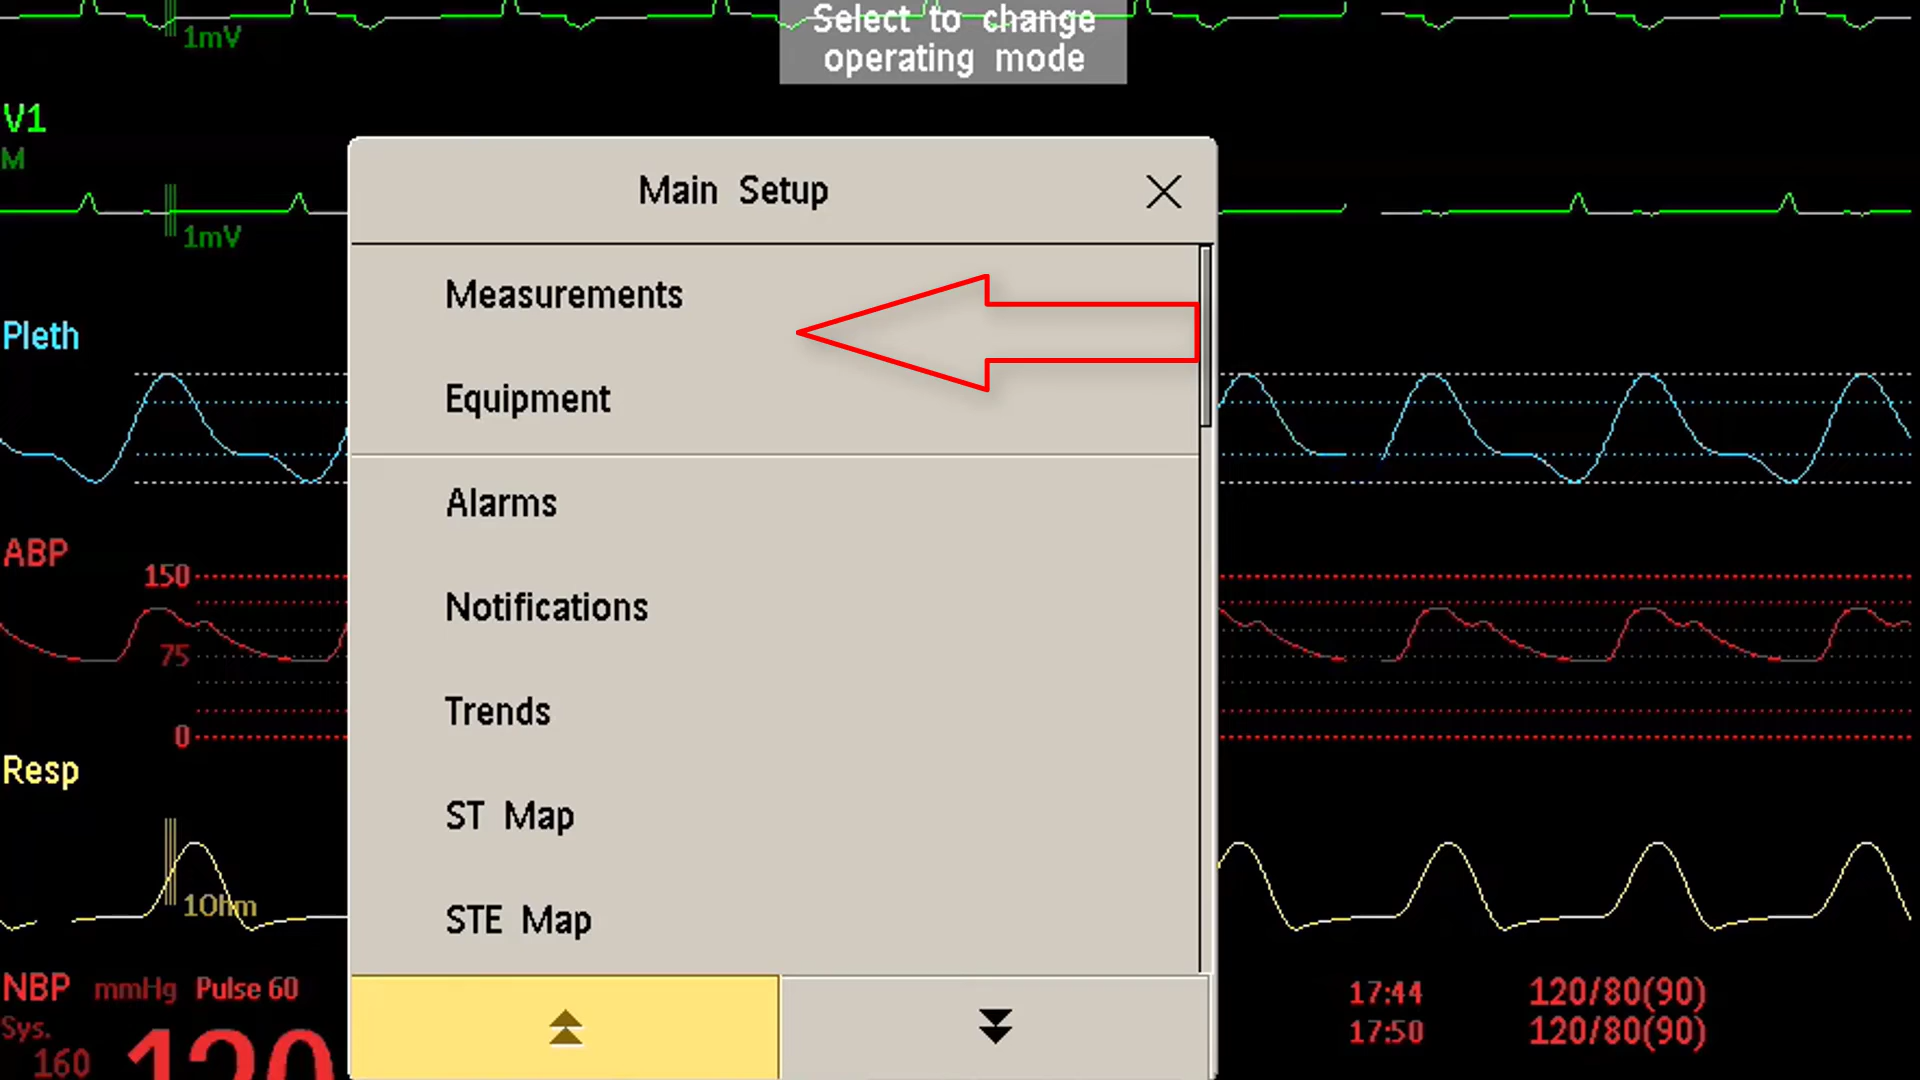 1mV
Select to change
operating mode
V1
M
1mV
Main Setup
Measurements
Equipment
Alarms
Notifications
Trends
ST Map
STE Map
Pleth
ABP
150
75
0
Resp
1Ohm
NBP mmHg Pulse 60
Sys.
160 120
17:44 120/80(90)
17:50 120/80(90)